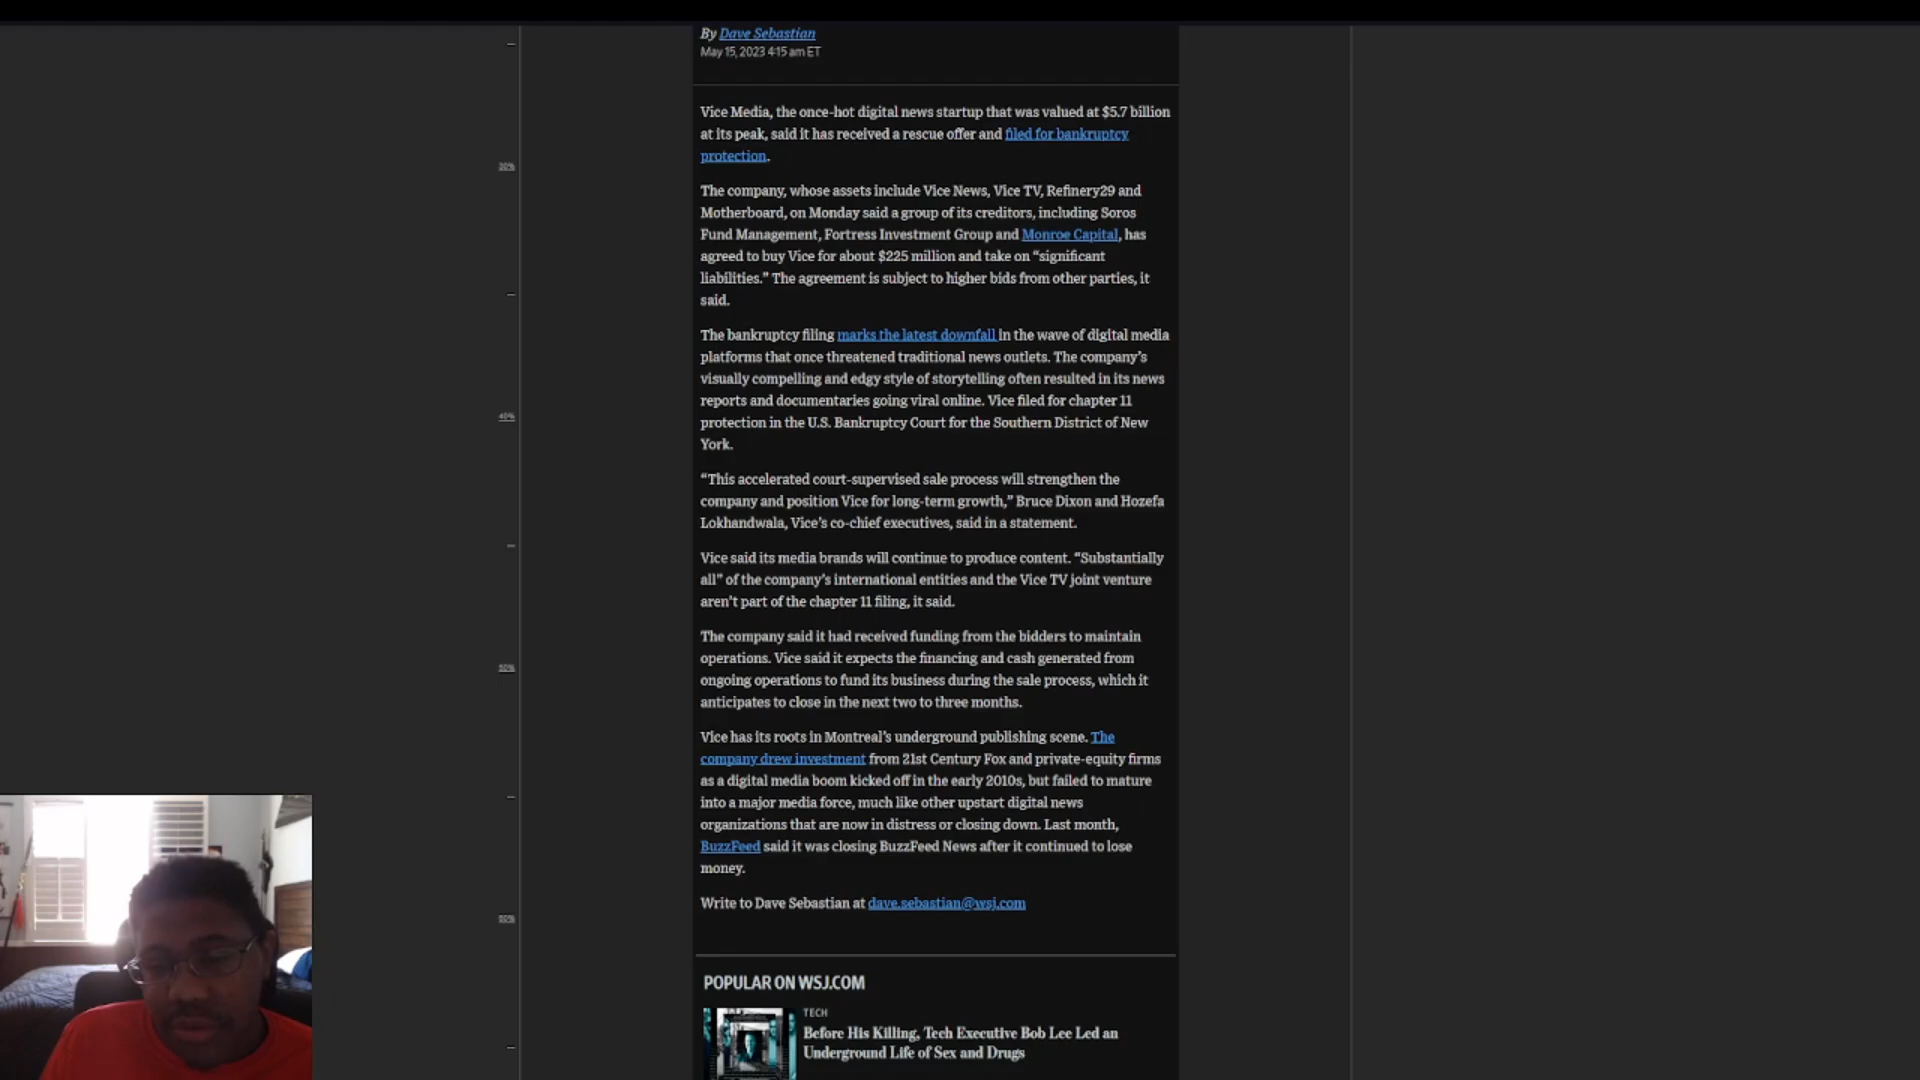 By Dave Sebastian
May 15, 2023 4:15 am ET
Vice Media, the once-hot digital news startup that was valued at $5.7 billion
at its peak, said it has received a rescue offer and filed for bankruptcy
protection.
30%
The company, whose assets include Vice News, Vice TV, Refinery29 and
Motherboard, on Monday said a group of its creditors, including Soros
Fund Management, Fortress Investment Group and Monroe Capital, has
agreed to buy Vice for about $225 million and take on “significant
liabilities.” The agreement is subject to higher bids from other parties, it
said.
The bankruptcy filing marks the latest downfall in the wave of digital media
platforms that once threatened traditional news outlets. The company’s
visually compelling and edgy style of storytelling often resulted in its news
reports and documentaries going viral online. Vice filed for chapter 11
40%
protection in the U.S. Bankruptcy Court for the Southern District of New
York.
“This accelerated court-supervised sale process will strengthen the
company and position Vice for long-term growth,” Bruce Dixon and Hozefa
Lokhandwala, Vice’s co-chief executives, said in a statement.
Vice said its media brands will continue to produce content. “Substantially
all” of the company’s international entities and the Vice TV joint venture
aren’t part of the chapter 11 filing, it said.
The company said it had received funding from the bidders to maintain
operations. Vice said it expects the financing and cash generated from
50%
ongoing operations to fund its business during the sale process, which it
anticipates to close in the next two to three months.
Vice has its roots in Montreal’s underground publishing scene. The
company drew investment from 21st Century Fox and private-equity firms
as a digital media boom kicked off in the early 2010s, but failed to mature
into a major media force, much like other upstart digital news
organizations that are now in distress or closing down. Last month,
BuzzFeed said it was closing BuzzFeed News after it continued to lose
money.
Write to Dave Sebastian at dave.sebastian@wsj.com
60%
POPULAR ON WSJ.COM
TECH
Before His Killing, Tech Executive Bob Lee Led an
Underground Life of Sex and Drugs